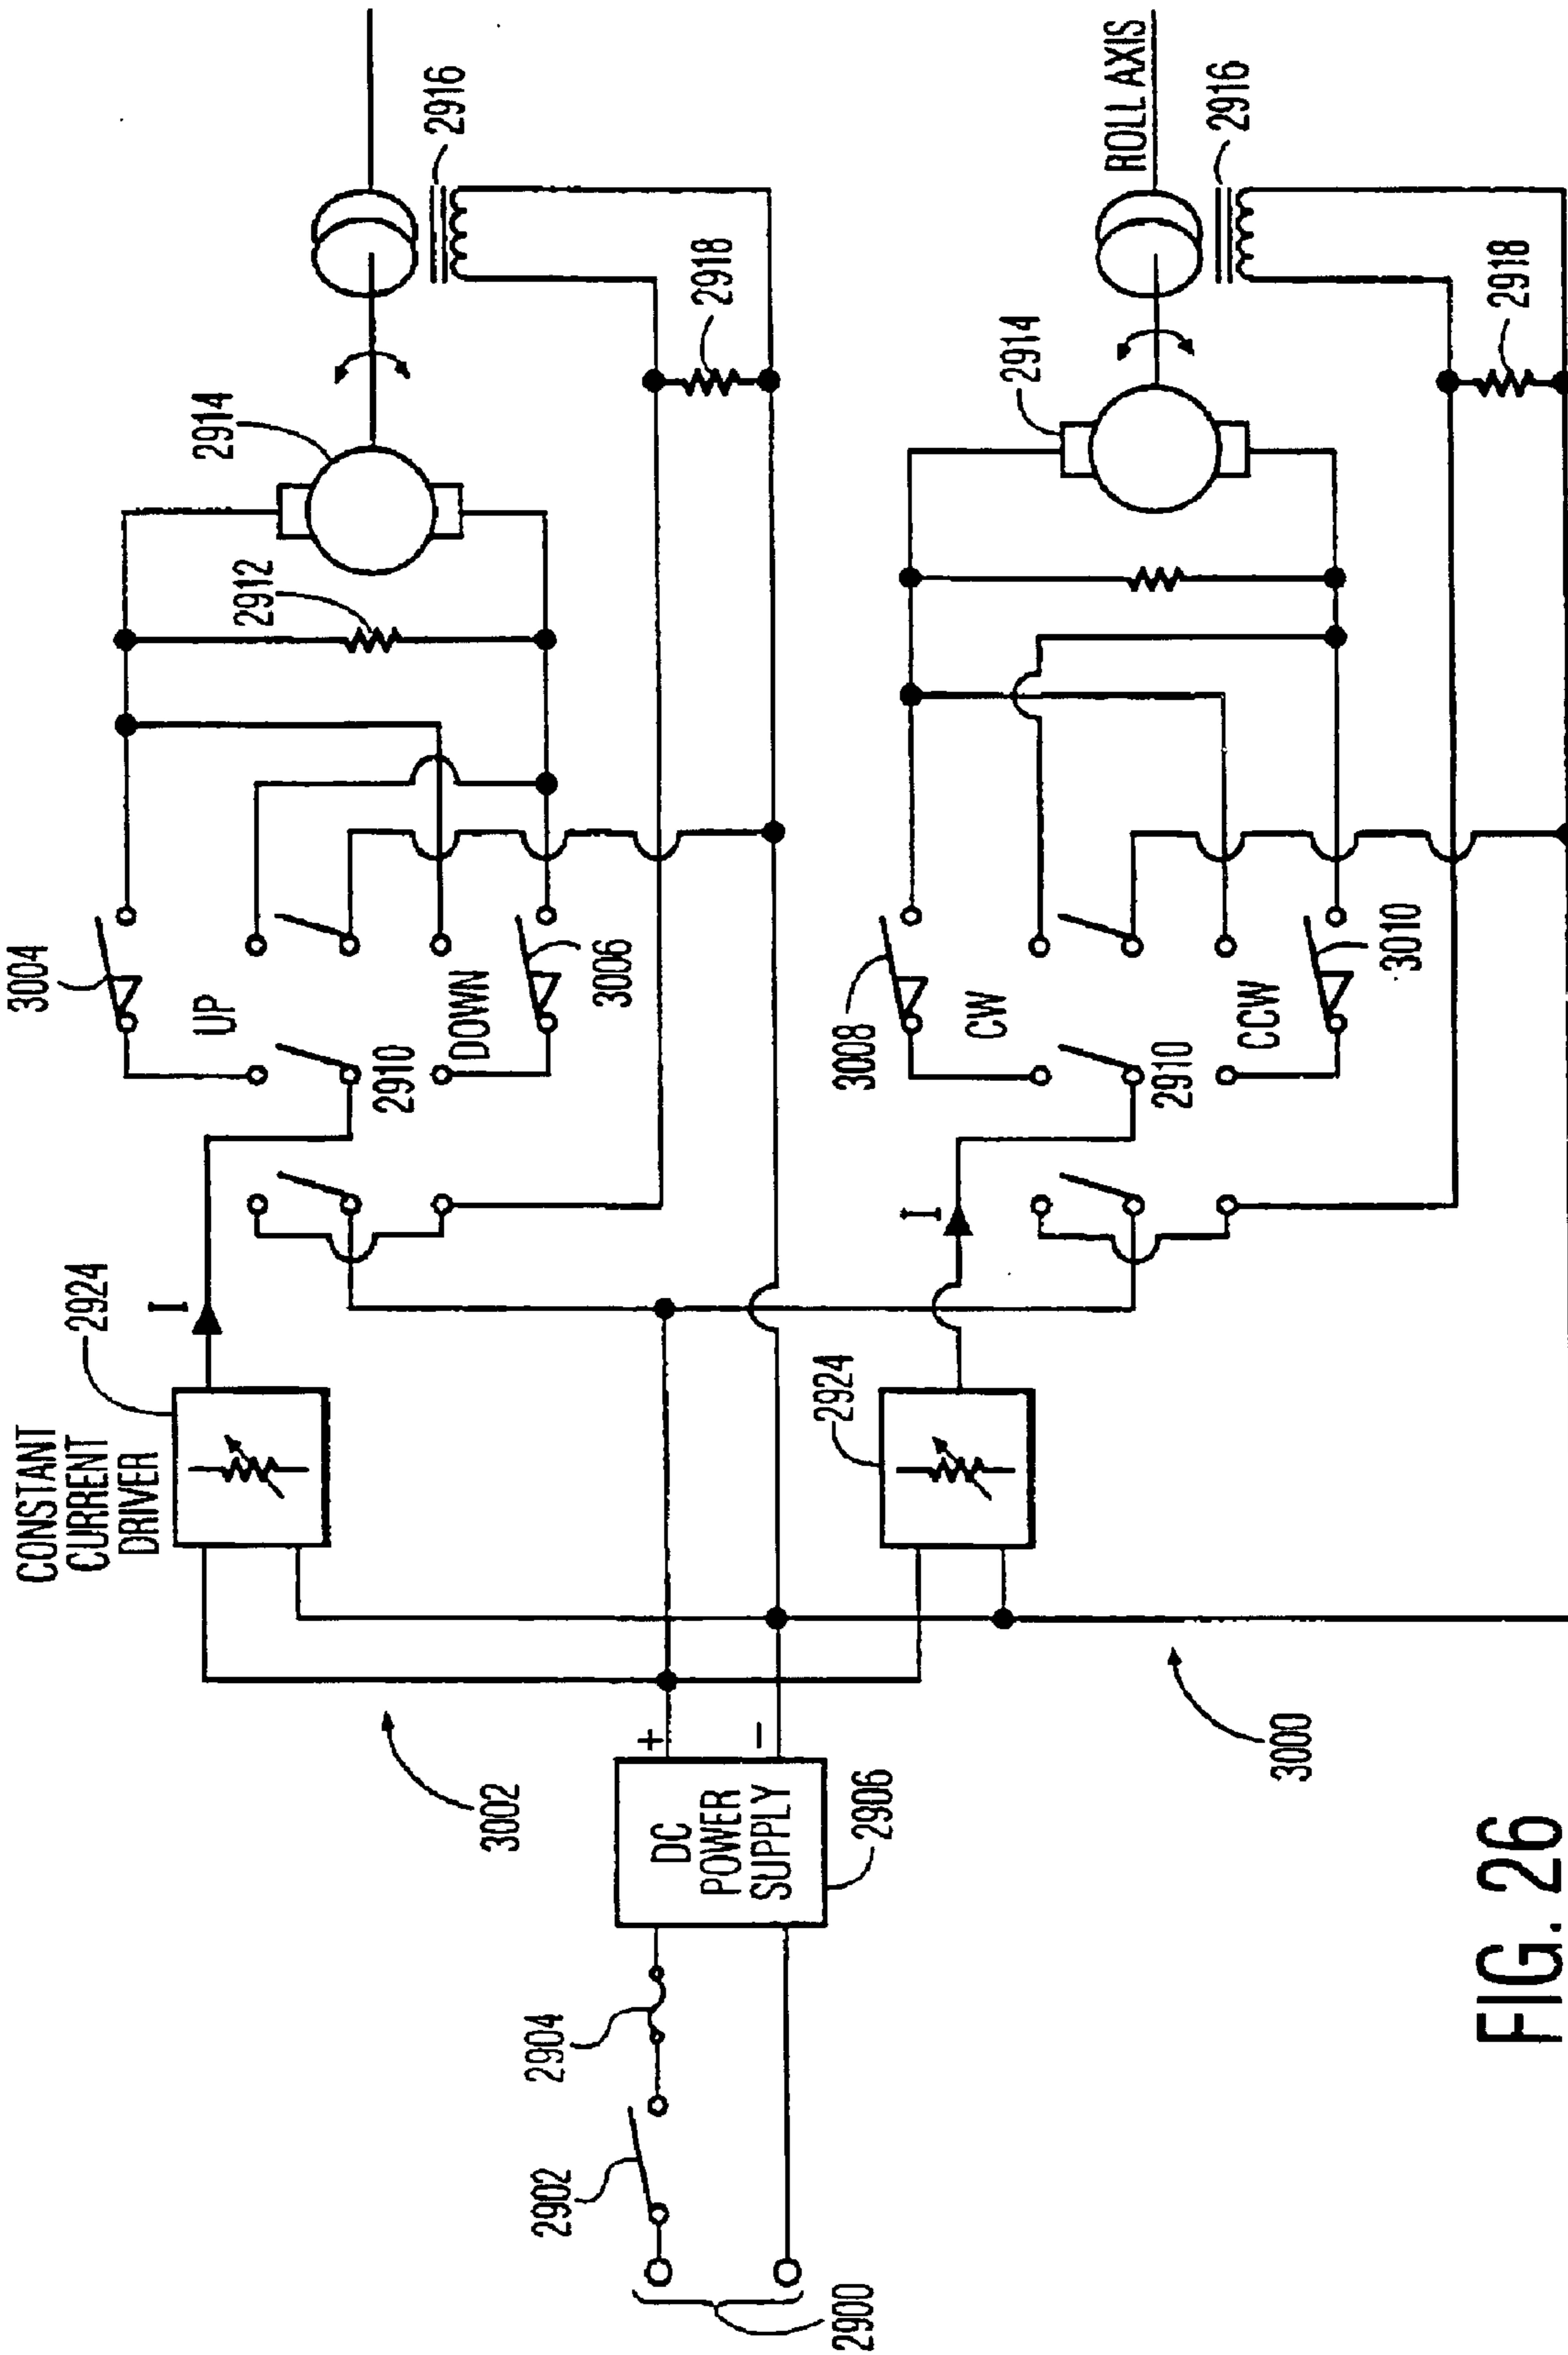 CONSTANT
CURRENT
DRIVER
2924
I
3004
UP
2910
DOWN
3006
2912
2914
2916
2918
3002
2900
2902
2904
DC
POWER
SUPPLY
+
−
2906
2924
I
3008
CW
2910
CCW
3010
2914
ROLL AXIS
2916
2918
3000
FIG. 26